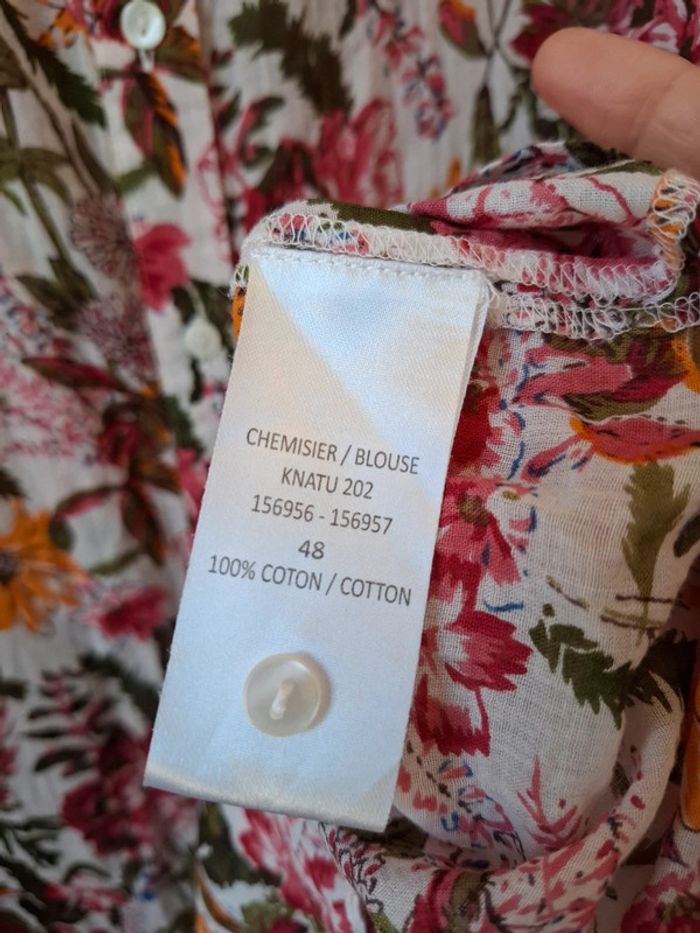 CHEMISIER / BLOUSE
KNATU 202
156956 - 156957
48
100% COTON / COTTON